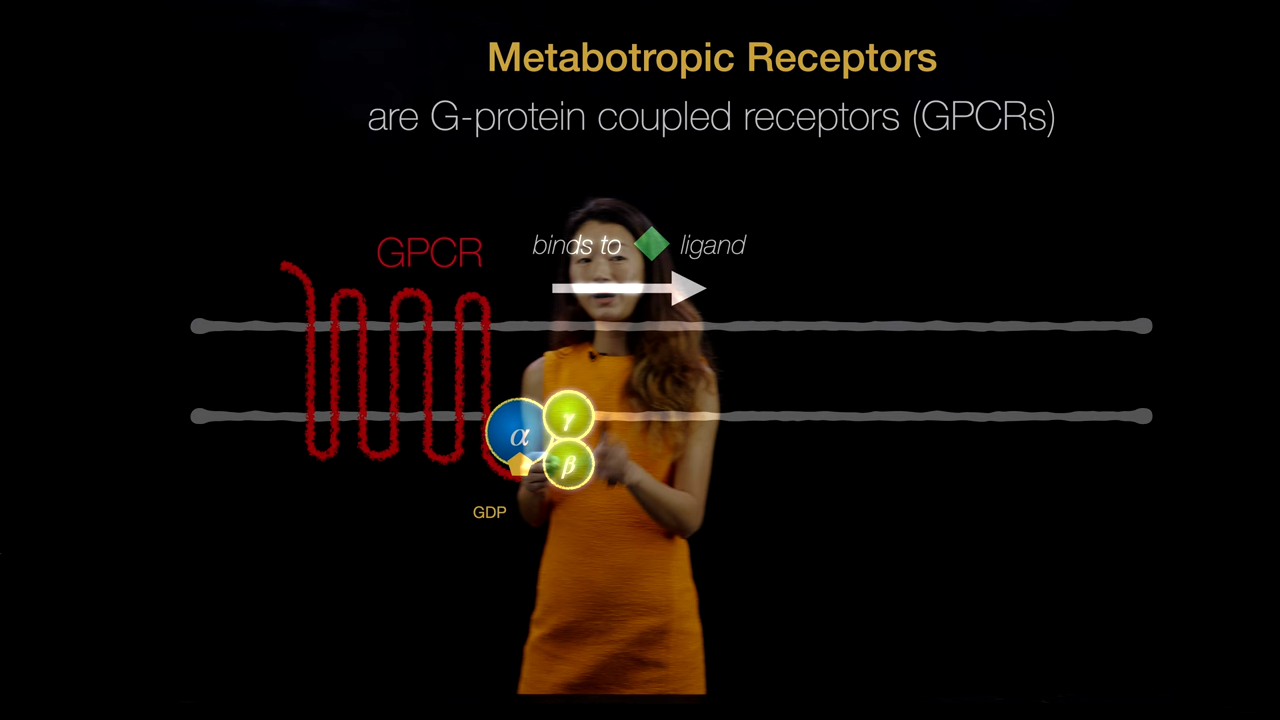 Metabotropic Receptors
are G-protein coupled receptors (GPCRs)
GPCR
binds to ligand
α
γ
β
GDP